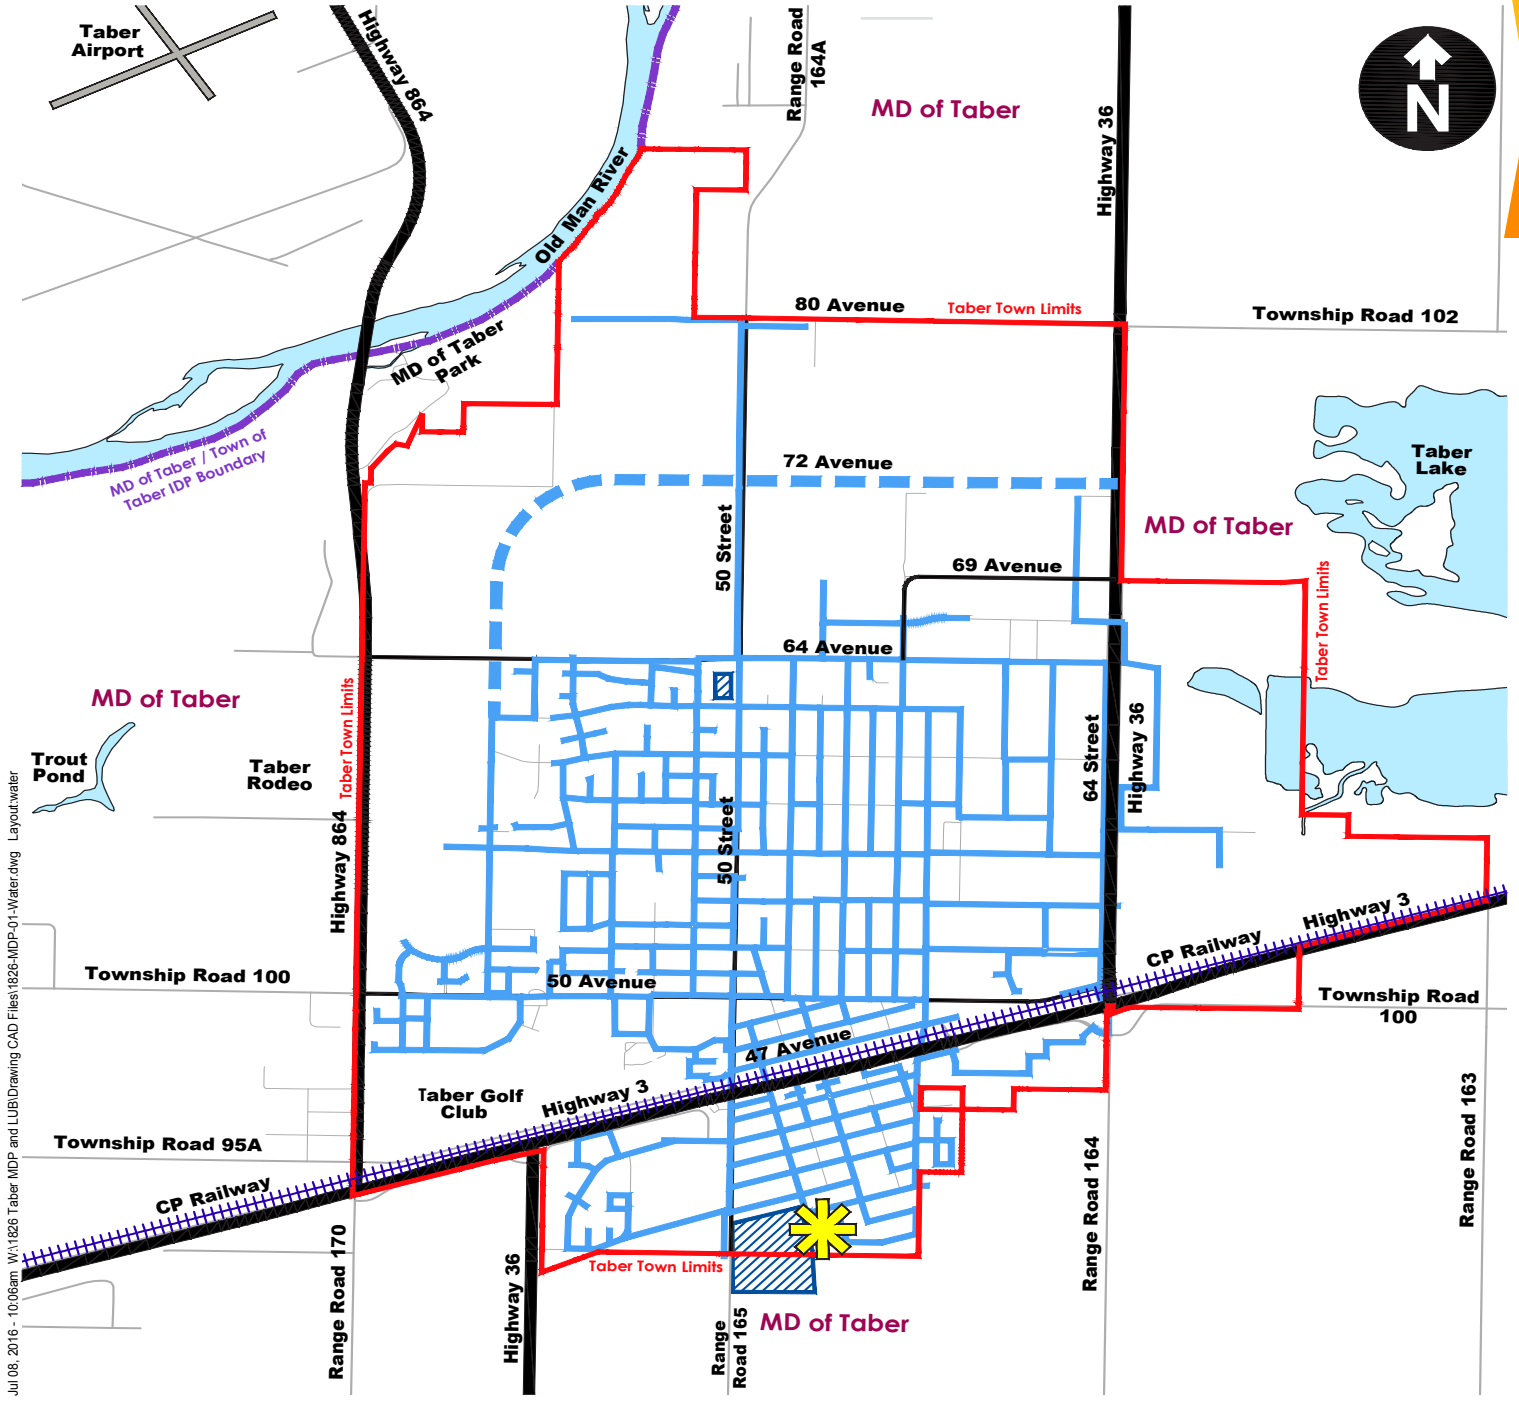 Taber
Airport
Highway 864
Range Road
164A
MD of Taber
Highway 36
N
Old Man River
80 Avenue
Taber Town Limits
Township Road 102
MD of Taber
Park
MD of Taber / Town of
Taber IDP Boundary
72 Avenue
Taber
Lake
50 Street
MD of Taber
69 Avenue
Taber Town Limits
64 Avenue
MD of Taber
Taber Town Limits
Trout
Pond
Taber
Rodeo
50 Street
64 Street
Highway 36
Highway 864
Highway 3
CP Railway
Township Road 100
50 Avenue
Township Road
100
47 Avenue
Taber Golf
Club
Highway 3
Township Road 95A
CP Railway
Range Road 164
Range Road 163
Range Road 170
Highway 36
Taber Town Limits
Range
Road 165
MD of Taber
Jul 08, 2016 - 10:06am W:\1826 Taber MDP and LUB\Drawing CAD Files\1826-MDP-01-Water.dwg Layout:water